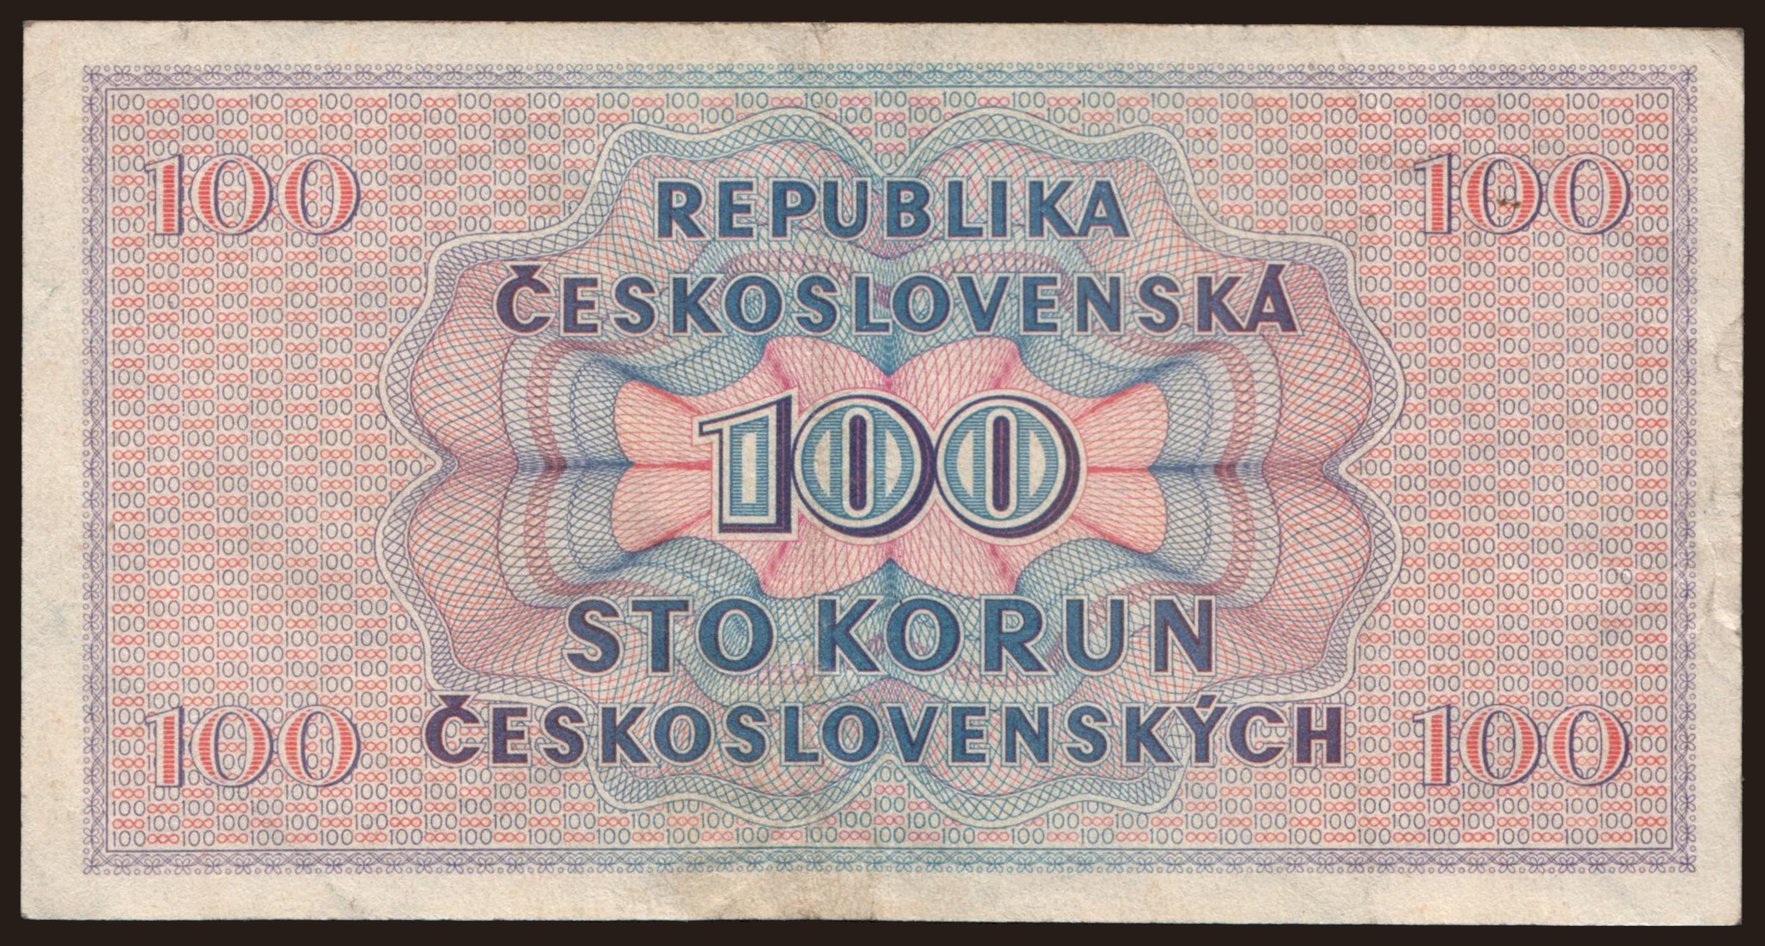 100 100
REPUBLIKA
ČESKOSLOVENSKÁ
100
STO KORUN
ČESKOSLOVENSKÝCH
100 100